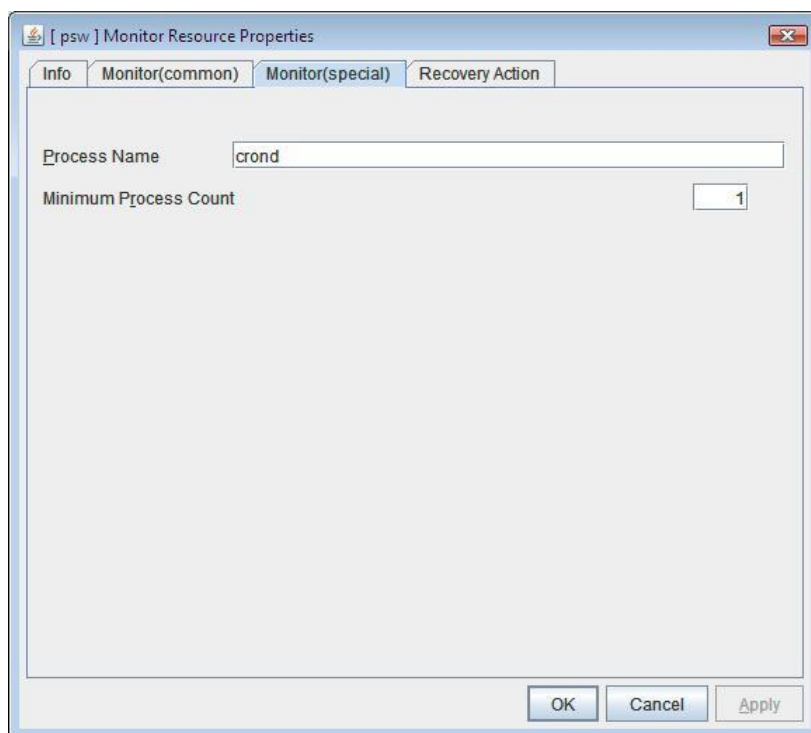 [ psw ] Monitor Resource Properties
Info Monitor(common) Monitor(special) Recovery Action
Process Name crond
Minimum Process Count 1
OK Cancel Apply